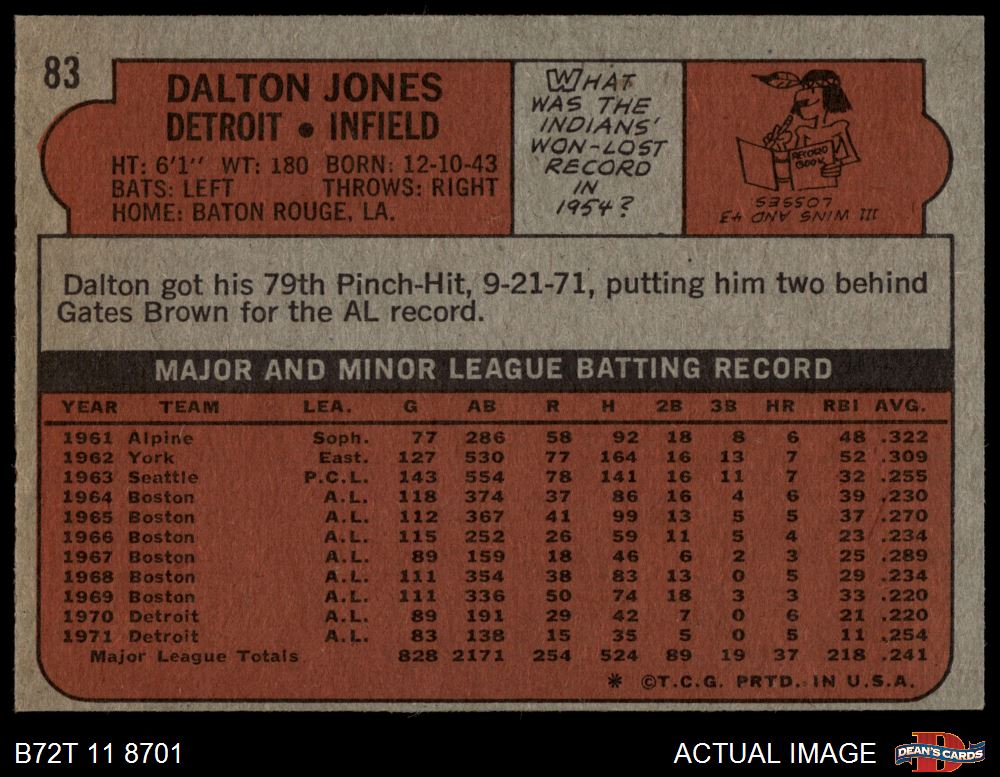 83
DALTON JONES
DETROIT • INFIELD
HT: 6'1" WT: 180 BORN: 12-10-43
BATS: LEFT THROWS: RIGHT
HOME: BATON ROUGE, LA.
WHAT
WAS THE
INDIANS'
WON-LOST
RECORD
IN
1954?
RECORD
BOOK
111 WINS AND 43
LOSSES
Dalton got his 79th Pinch-Hit, 9-21-71, putting him two behind
Gates Brown for the AL record.
MAJOR AND MINOR LEAGUE BATTING RECORD
YEAR TEAM LEA. G AB R H 2B 3B HR RBI AVG.
1961 Alpine Soph. 77 286 58 92 18 8 6 48 .322
1962 York East. 127 530 77 164 16 13 7 52 .309
1963 Seattle P.C.L. 143 554 78 141 16 11 7 32 .255
1964 Boston A.L. 118 374 37 86 16 4 6 39 .230
1965 Boston A.L. 112 367 41 99 13 5 5 37 .270
1966 Boston A.L. 115 252 26 59 11 5 4 23 .234
1967 Boston A.L. 89 159 18 46 6 2 3 25 .289
1968 Boston A.L. 111 354 38 83 13 0 5 29 .234
1969 Boston A.L. 111 336 50 74 18 3 3 33 .220
1970 Detroit A.L. 89 191 29 42 7 0 6 21 .220
1971 Detroit A.L. 83 138 15 35 5 0 5 11 .254
Major League Totals 828 2171 254 524 89 19 37 218 .241
* ©T.C.G. PRTD. IN U.S.A.
B72T 11 8701
ACTUAL IMAGE
DEAN'S CARDS